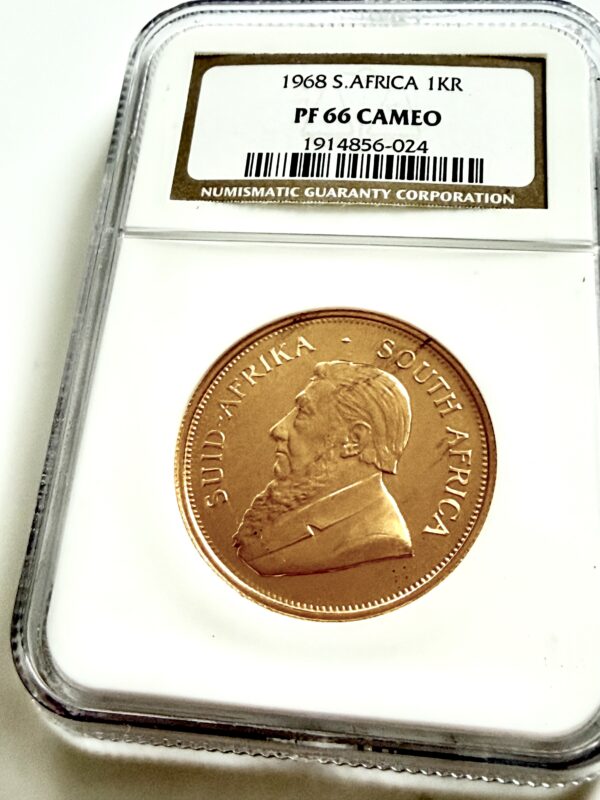 1968 S.AFRICA 1KR
PF 66 CAMEO
1914856-024
NUMISMATIC GUARANTY CORPORATION
SUID-AFRIKA · SOUTH AFRICA